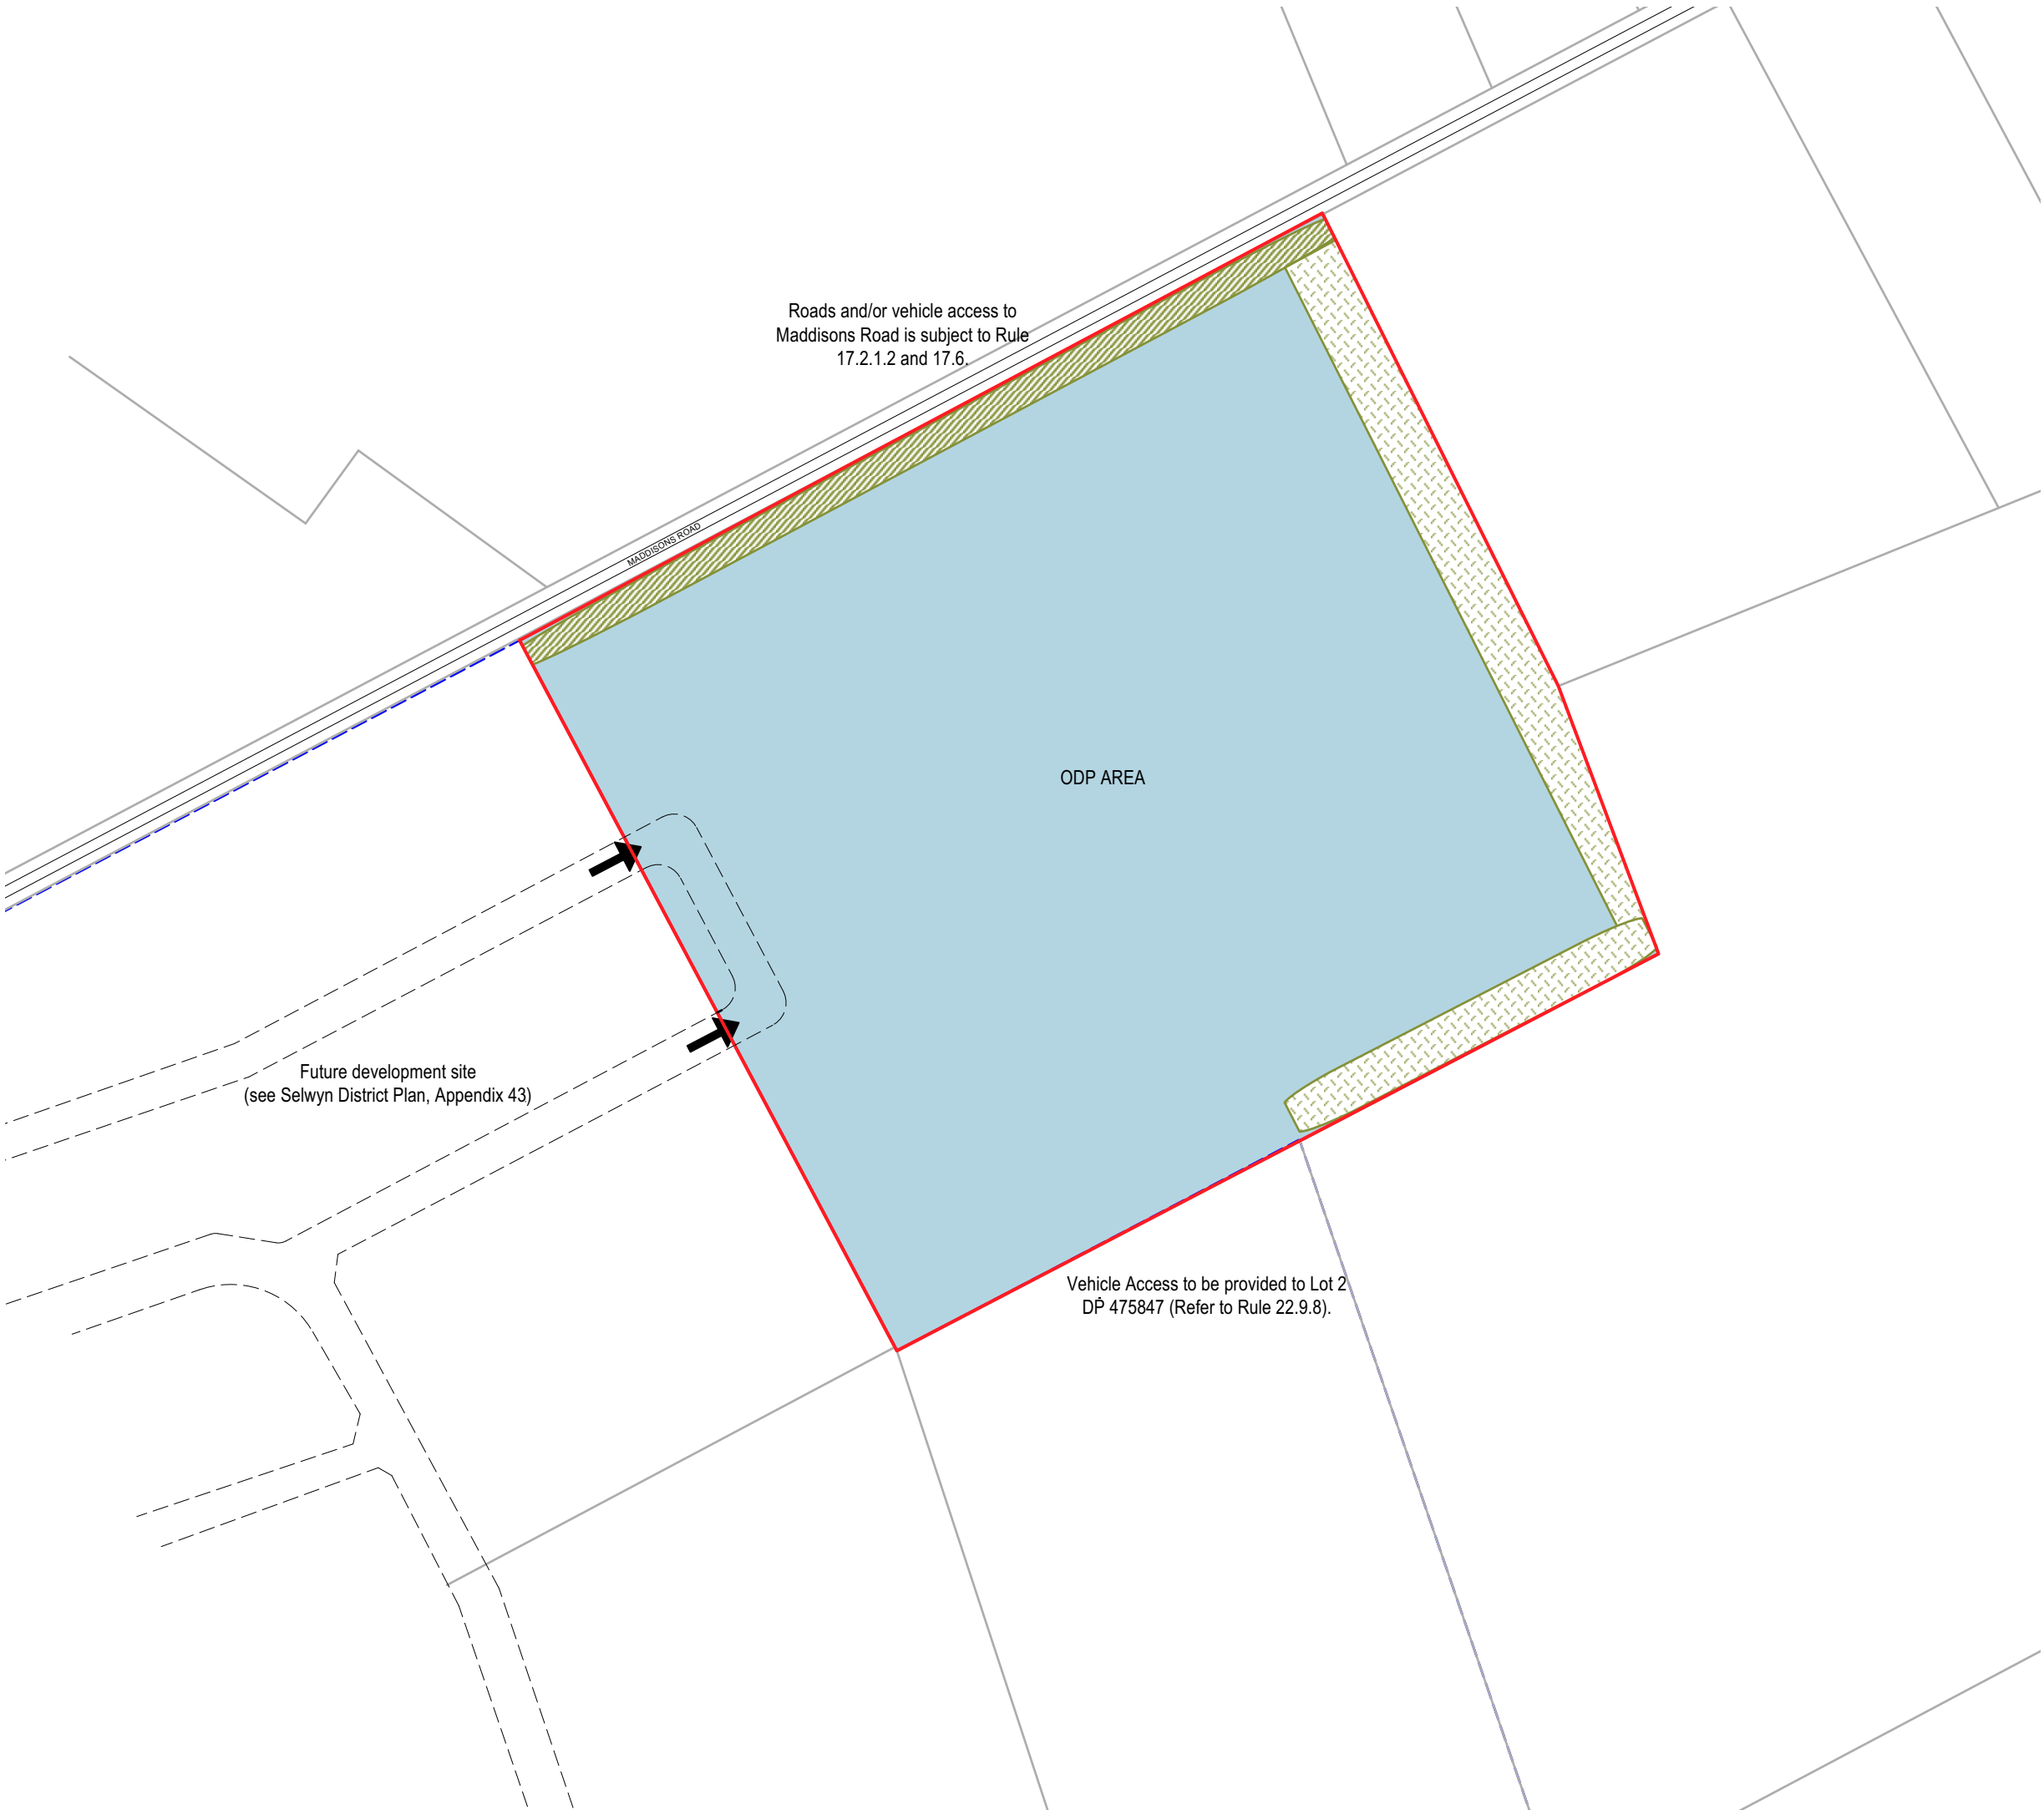 Roads and/or vehicle access to
Maddisons Road is subject to Rule
17.2.1.2 and 17.6.
MADDISONS ROAD
ODP AREA
Future development site
(see Selwyn District Plan, Appendix 43)
Vehicle Access to be provided to Lot 2
DP 475847 (Refer to Rule 22.9.8).